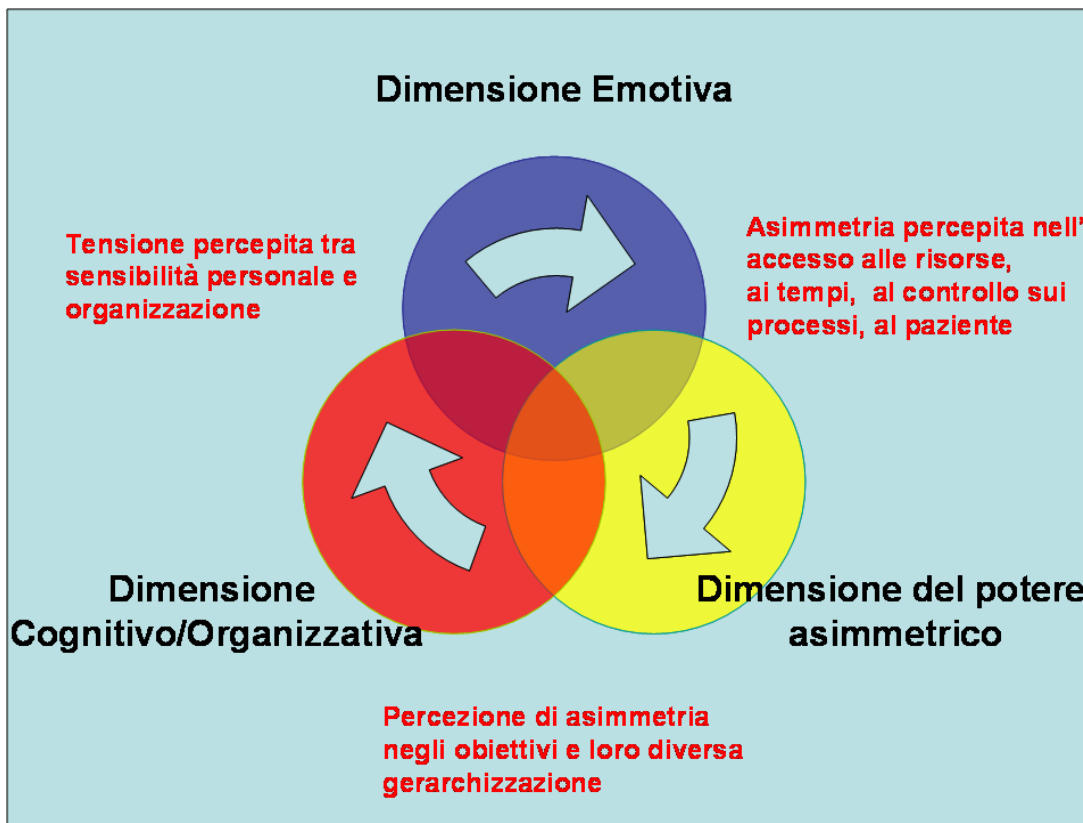 Dimensione Emotiva
Tensione percepita tra
sensibilità personale e
organizzazione
Asimmetria percepita nell'
accesso alle risorse,
ai tempi, al controllo sui
processi, al paziente
Dimensione
Cognitivo/Organizzativa
Dimensione del potere
asimmetrico
Percezione di asimmetria
negli obiettivi e loro diversa
gerarchizzazione